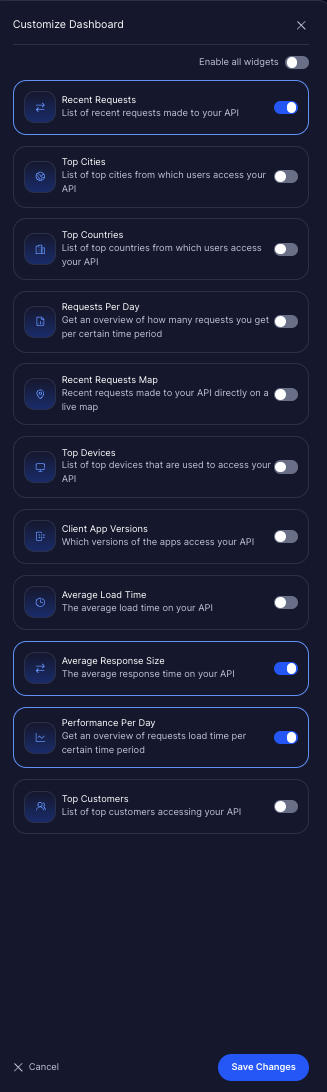 Customize Dashboard
Enable all widgets
Recent Requests
List of recent requests made to your API
Top Cities
List of top cities from which users access your
API
Top Countries
List of top countries from which users access
your API
Requests Per Day
Get an overview of how many requests you get
per certain time period
Recent Requests Map
Recent requests made to your API directly on a
live map
Top Devices
List of top devices that are used to access your
API
Client App Versions
Which versions of the apps access your API
Average Load Time
The average load time on your API
Average Response Size
The average response time on your API
Performance Per Day
Get an overview of requests load time per
certain time period
Top Customers
List of top customers accessing your API
Cancel
Save Changes